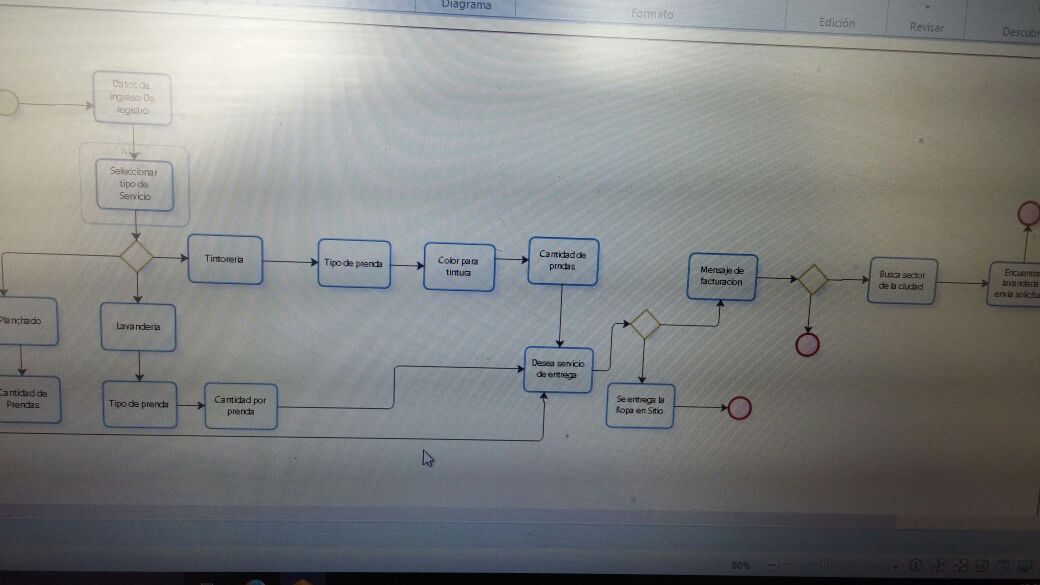 Diagrama
Formato
Edición
Revisar
Descubr
Datos de
ingreso De
registro
Seleccionar
tipo de
Servicio
Tintoreria
Tipo de prenda
Color para
tintura
Cantidad de
prndas
Mensaje de
facturacion
Busca sector
de la ciudad
Encuentra
lavanderia
envia solicitu
Planchado
Lavanderia
Desea servicio
de entrega
Cantidad de
Prendas
Tipo de prenda
Cantidad por
prenda
Se entrega la
Ropa en Sitio
80%